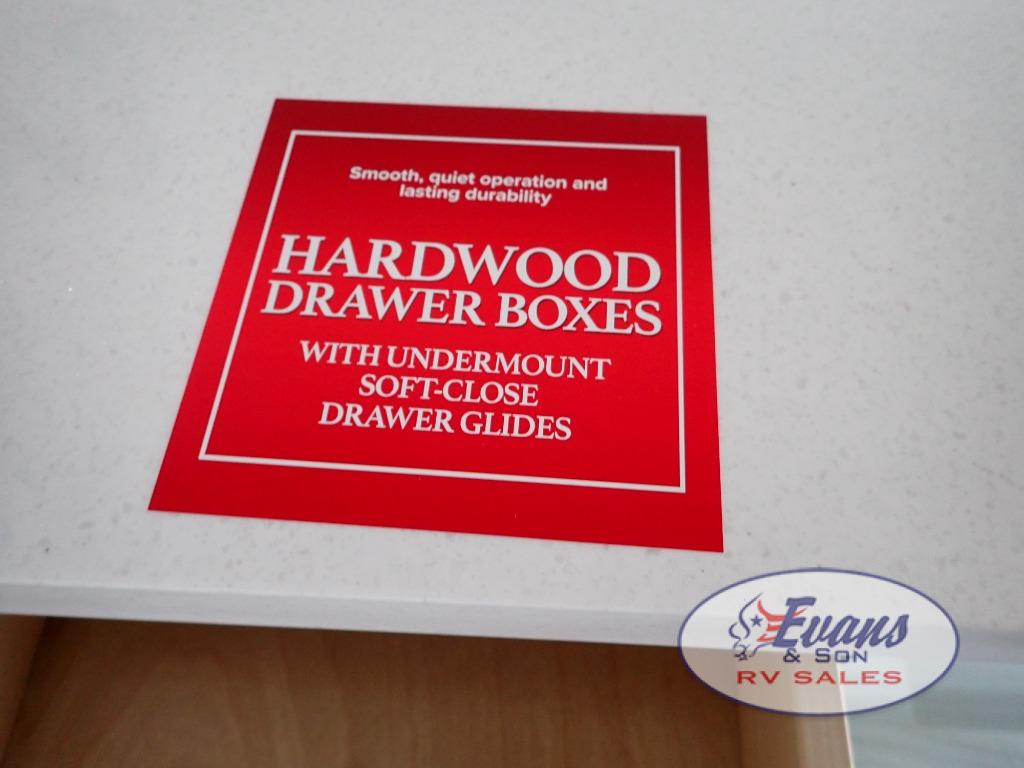 Smooth, quiet operation and
lasting durability
HARDWOOD
DRAWER BOXES
WITH UNDERMOUNT
SOFT-CLOSE
DRAWER GLIDES
Evans
& SON
RV SALES